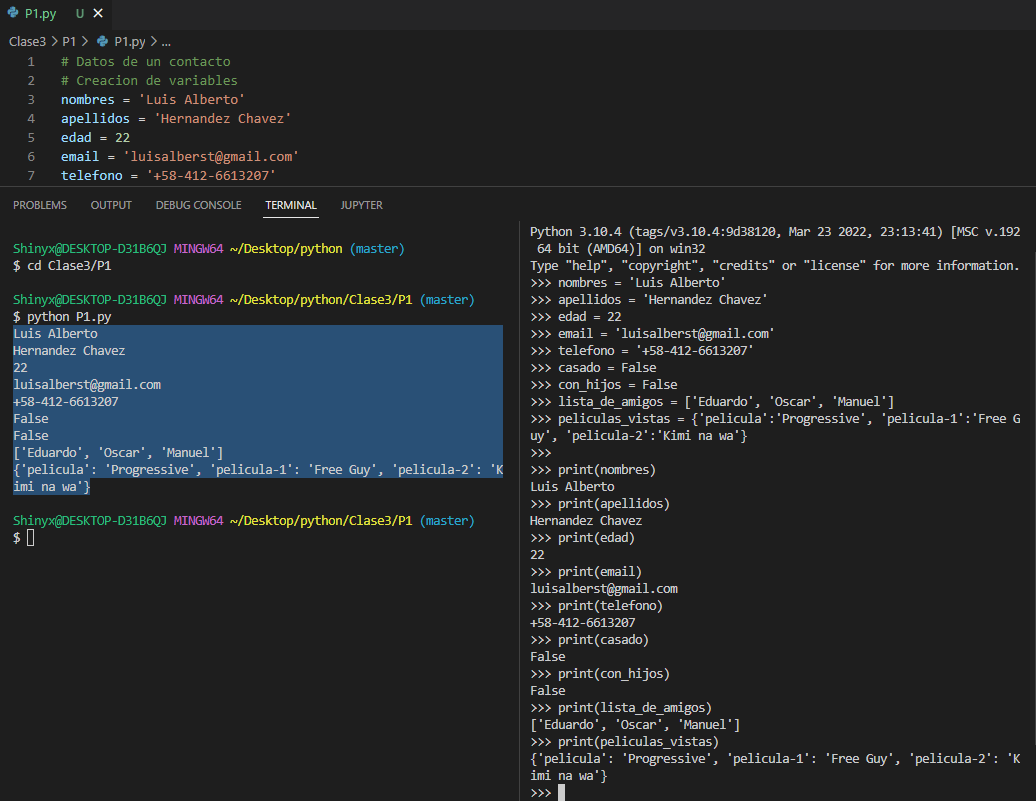 P1.py U ×
Clase3 > P1 > P1.py > ...
1 # Datos de un contacto
2 # Creacion de variables
3 nombres = 'Luis Alberto'
4 apellidos = 'Hernandez Chavez'
5 edad = 22
6 email = 'luisalberst@gmail.com'
7 telefono = '+58-412-6613207'
PROBLEMS OUTPUT DEBUG CONSOLE TERMINAL JUPYTER
Shinyx@DESKTOP-D31B6QJ MINGW64 ~/Desktop/python (master)
$ cd Clase3/P1
Shinyx@DESKTOP-D31B6QJ MINGW64 ~/Desktop/python/Clase3/P1 (master)
$ python P1.py
Luis Alberto
Hernandez Chavez
22
luisalberst@gmail.com
+58-412-6613207
False
False
['Eduardo', 'Oscar', 'Manuel']
{'pelicula': 'Progressive', 'pelicula-1': 'Free Guy', 'pelicula-2': 'K
imi na wa'}
Shinyx@DESKTOP-D31B6QJ MINGW64 ~/Desktop/python/Clase3/P1 (master)
$
Python 3.10.4 (tags/v3.10.4:9d38120, Mar 23 2022, 23:13:41) [MSC v.192
64 bit (AMD64)] on win32
Type "help", "copyright", "credits" or "license" for more information.
>>> nombres = 'Luis Alberto'
>>> apellidos = 'Hernandez Chavez'
>>> edad = 22
>>> email = 'luisalberst@gmail.com'
>>> telefono = '+58-412-6613207'
>>> casado = False
>>> con_hijos = False
>>> lista_de_amigos = ['Eduardo', 'Oscar', 'Manuel']
>>> peliculas_vistas = {'pelicula':'Progressive', 'pelicula-1':'Free G
uy', 'pelicula-2':'Kimi na wa'}
>>>
>>> print(nombres)
Luis Alberto
>>> print(apellidos)
Hernandez Chavez
>>> print(edad)
22
>>> print(email)
luisalberst@gmail.com
>>> print(telefono)
+58-412-6613207
>>> print(casado)
False
>>> print(con_hijos)
False
>>> print(lista_de_amigos)
['Eduardo', 'Oscar', 'Manuel']
>>> print(peliculas_vistas)
{'pelicula': 'Progressive', 'pelicula-1': 'Free Guy', 'pelicula-2': 'K
imi na wa'}
>>>